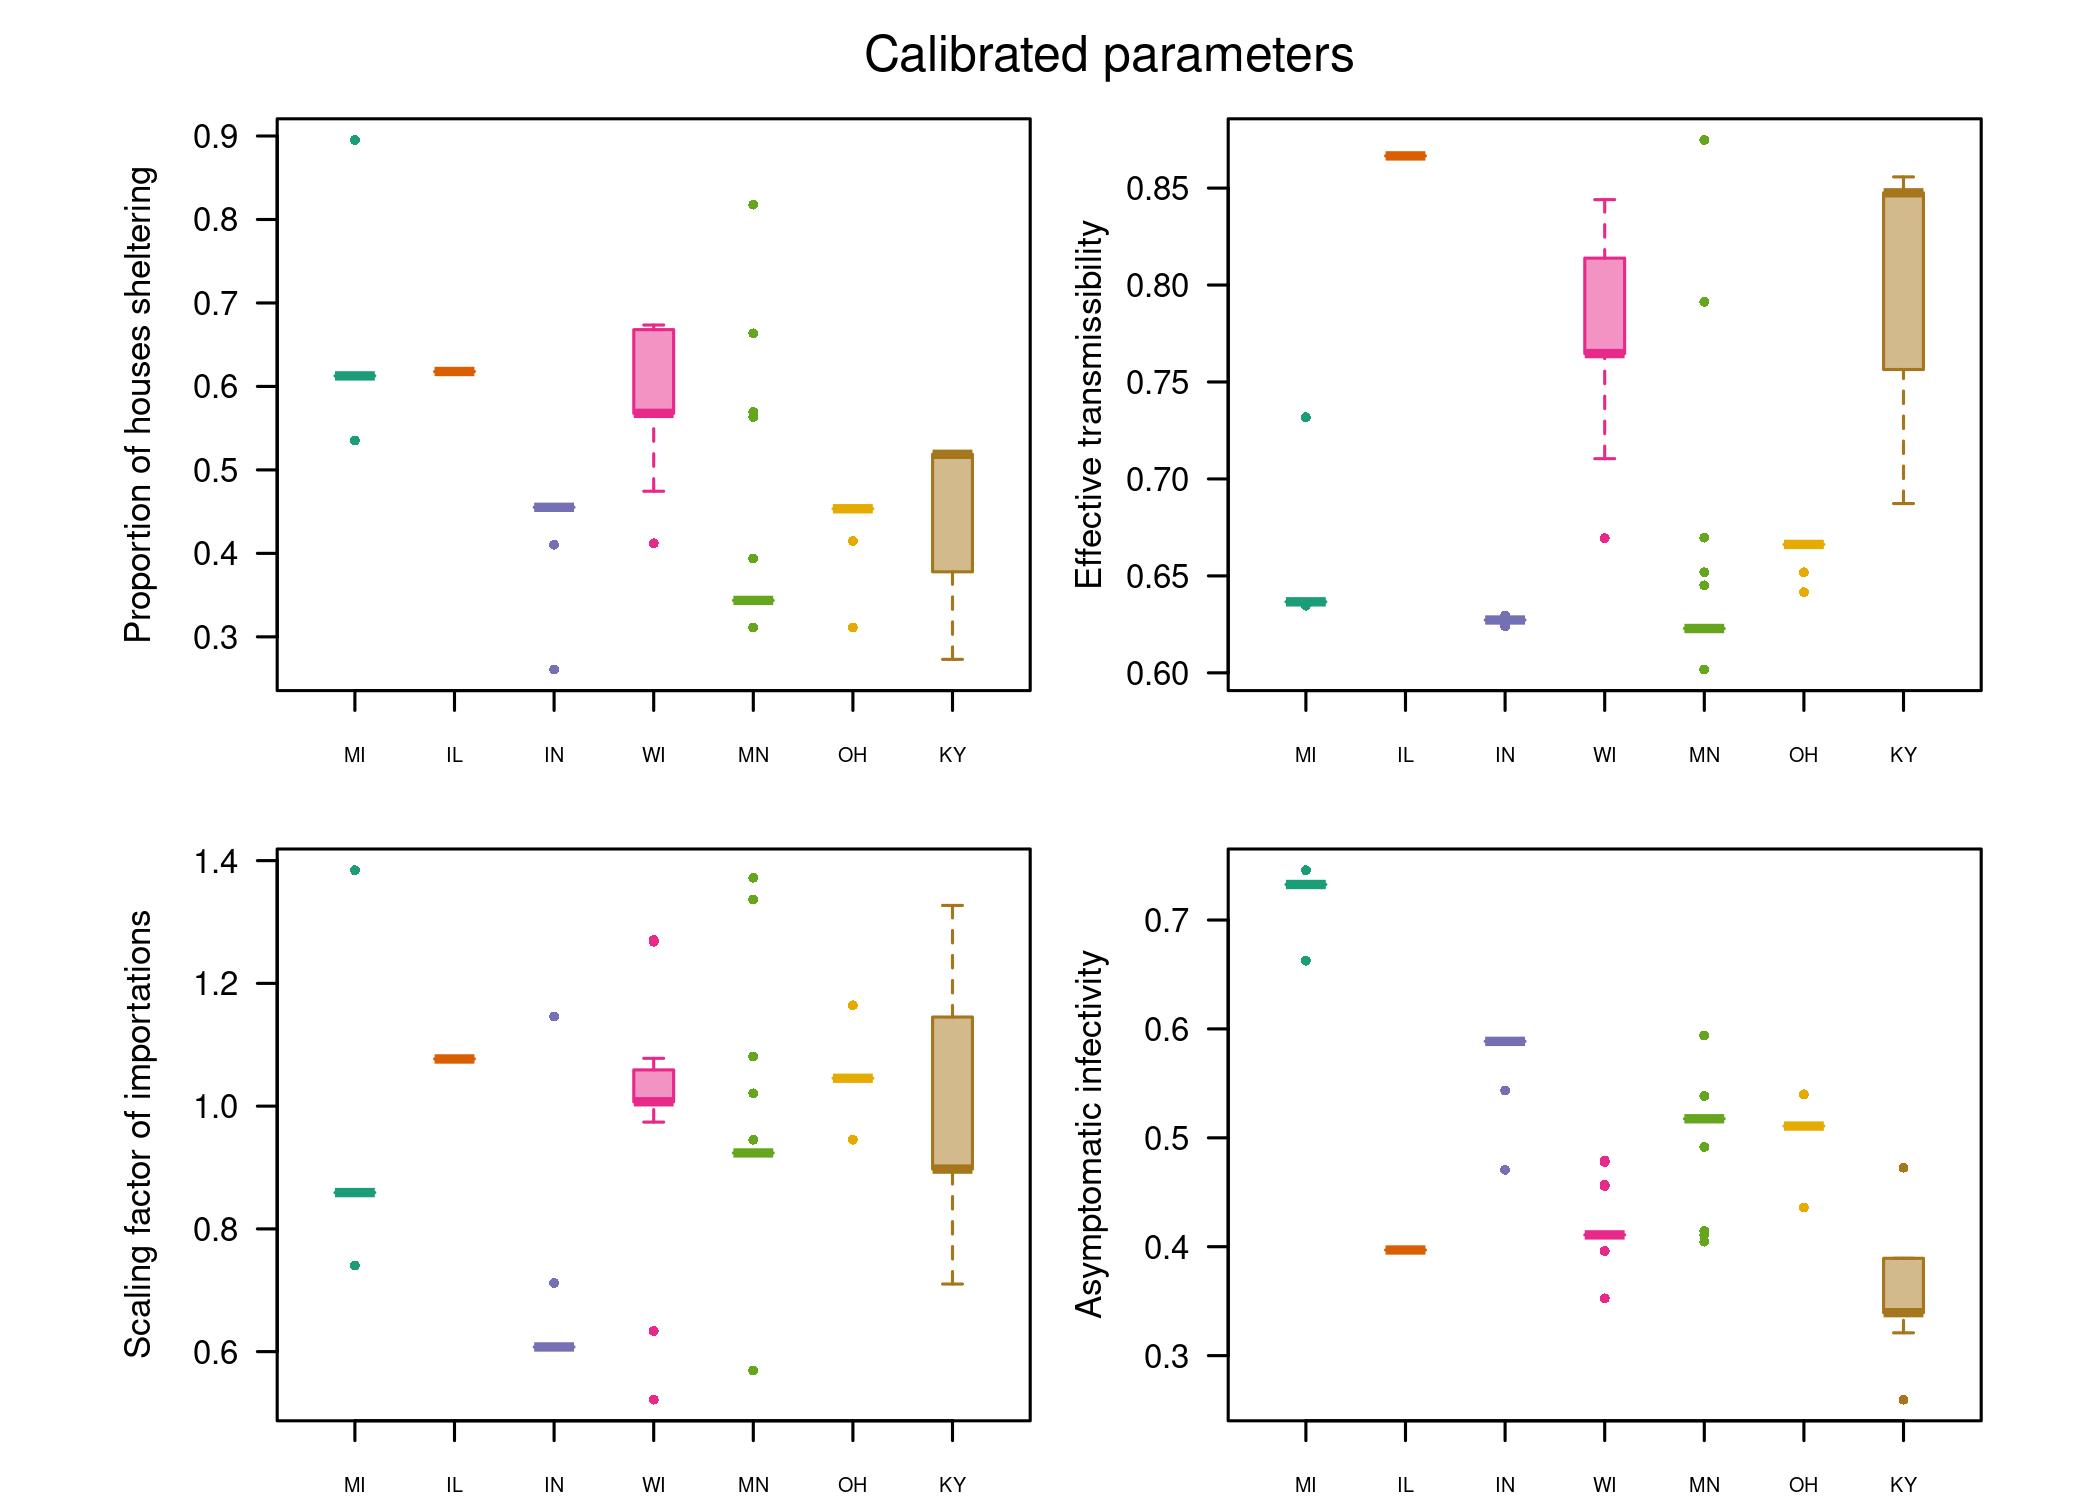 Calibrated parameters
Proportion of houses sheltering
0.9
0.8
0.7
0.6
0.5
0.4
0.3
MI IL IN WI MN OH KY
Effective transmissibility
0.85
0.80
0.75
0.70
0.65
0.60
MI IL IN WI MN OH KY
Scaling factor of importations
1.4
1.2
1.0
0.8
0.6
MI IL IN WI MN OH KY
Asymptomatic infectivity
0.7
0.6
0.5
0.4
0.3
MI IL IN WI MN OH KY